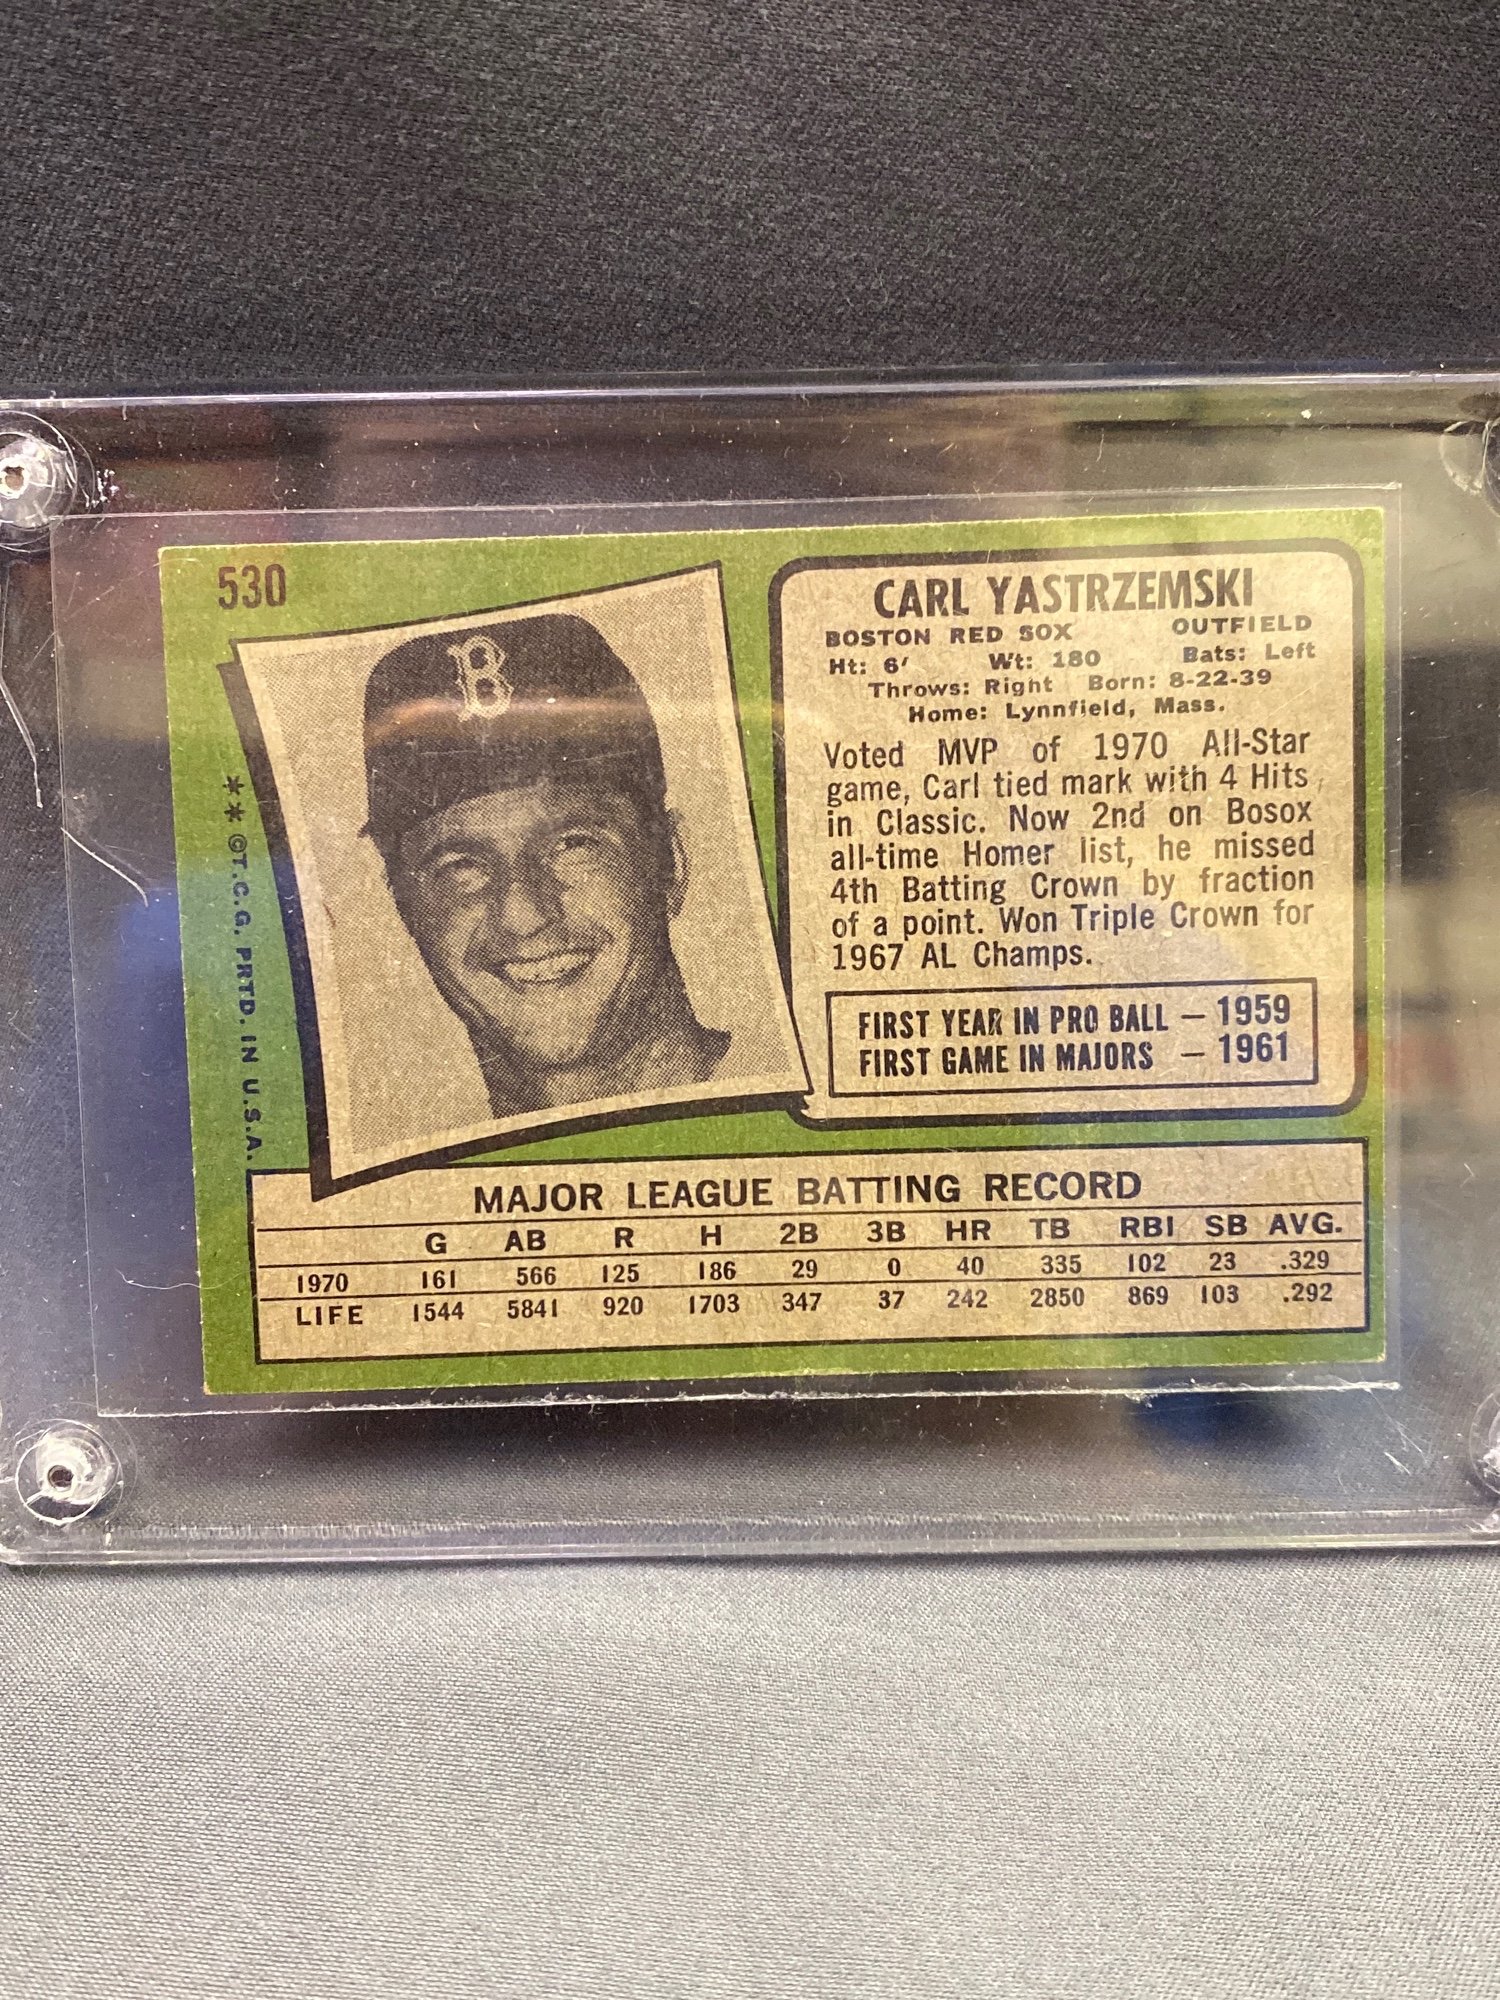 530
B
CARL YASTRZEMSKI
BOSTON RED SOX OUTFIELD
Ht: 6' Wt: 180 Bats: Left
Throws: Right Born: 8-22-39
Home: Lynnfield, Mass.
Voted MVP of 1970 All-Star
game, Carl tied mark with 4 Hits
in Classic. Now 2nd on Bosox
all-time Homer list, he missed
4th Batting Crown by fraction
of a point. Won Triple Crown for
1967 AL Champs.
FIRST YEAR IN PRO BALL — 1959
FIRST GAME IN MAJORS — 1961
** ©T.C.G. PRTD. IN U.S.A.
MAJOR LEAGUE BATTING RECORD
G AB R H 2B 3B HR TB RBI SB AVG.
1970 161 566 125 186 29 0 40 335 102 23 .329
LIFE 1544 5841 920 1703 347 37 242 2850 869 103 .292